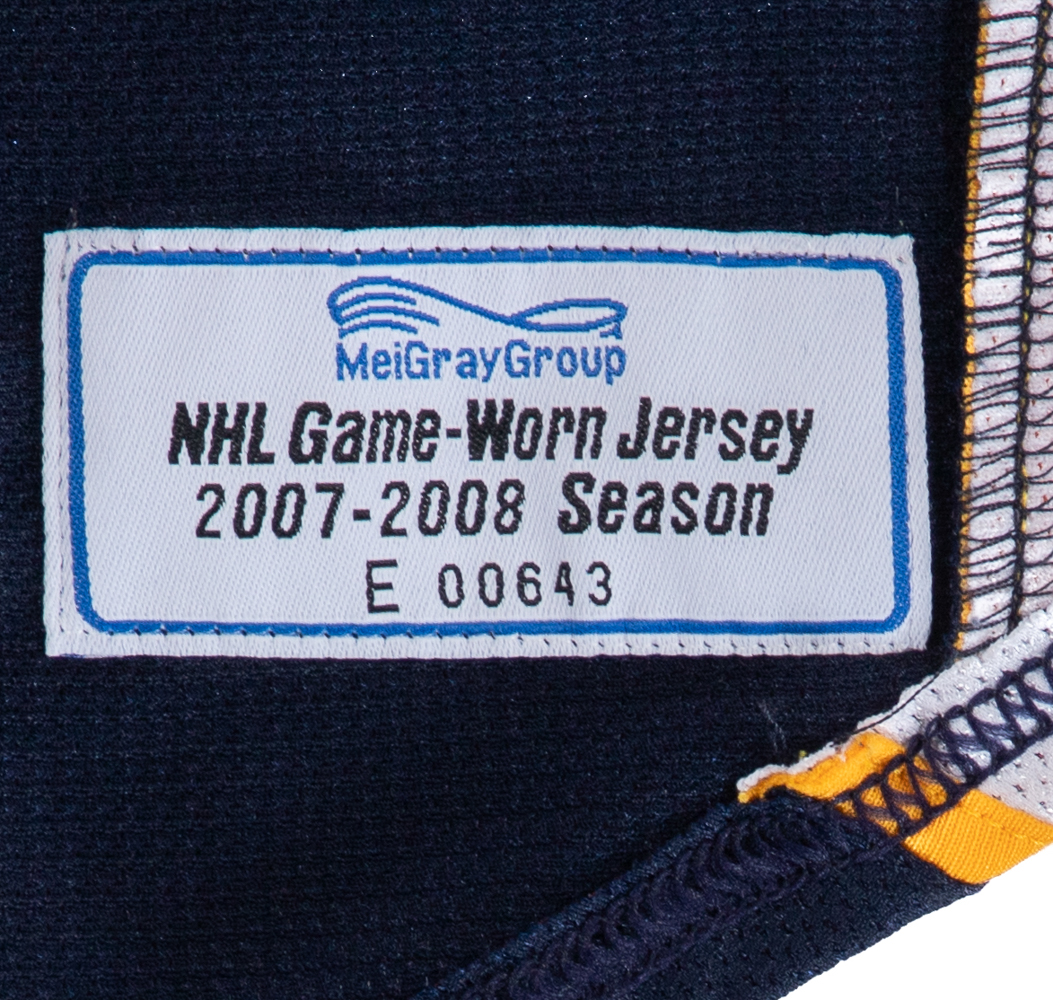 MeiGrayGroup
NHL Game-Worn Jersey
2007-2008 Season
E 00643